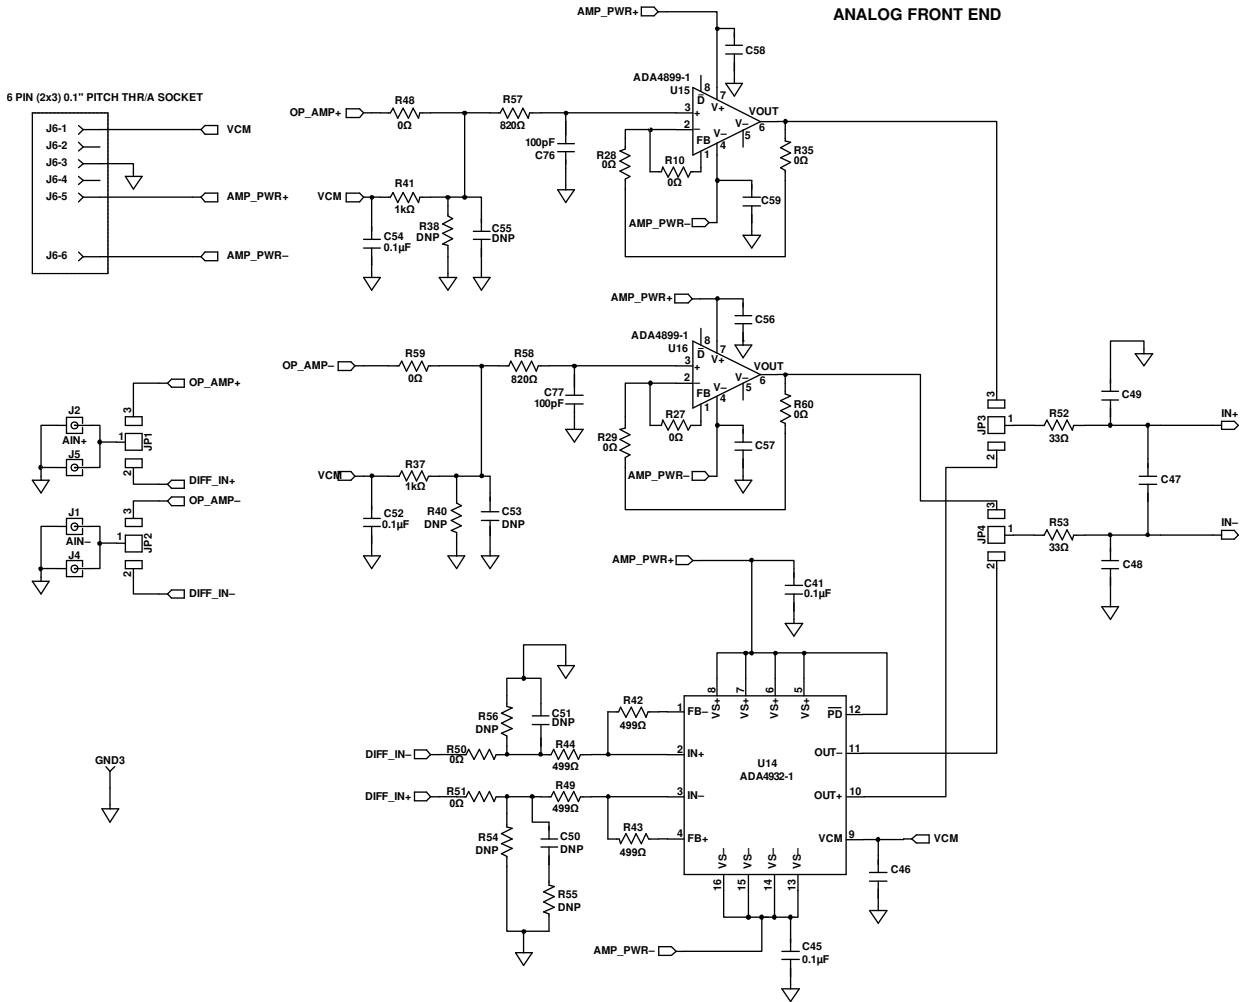 ANALOG FRONT END
6 PIN (2x3) 0.1" PITCH THR/A SOCKET
J6-1
VCM
J6-2
J6-3
J6-4
J6-5
AMP_PWR+
J6-6
AMP_PWR–
AMP_PWR+
C58
ADA4899-1
U15
8
D
7
V+
OP_AMP+
R48
0Ω
R57
820Ω
100pF
C76
3
+
2
–
FB
1
V–
4
V–
5
VOUT
6
R28
0Ω
R10
0Ω
R35
0Ω
VCM
R41
1kΩ
C54
0.1µF
R38
DNP
C55
DNP
C59
AMP_PWR–
AMP_PWR+
C56
ADA4899-1
U16
8
D
7
V+
OP_AMP–
R59
0Ω
R58
820Ω
C77
100pF
3
+
2
–
FB
1
V–
4
V–
5
VOUT
6
R29
0Ω
R27
0Ω
R60
0Ω
C57
AMP_PWR–
VCM
R37
1kΩ
C52
0.1µF
R40
DNP
C53
DNP
OP_AMP+
J2
AIN+
J5
3
1
2
JP1
DIFF_IN+
OP_AMP–
J1
AIN–
J4
3
1
2
JP2
DIFF_IN–
3
JP3
1
2
R52
33Ω
C49
IN+
C47
3
JP4
1
2
R53
33Ω
C48
IN–
AMP_PWR+
C41
0.1µF
8
7
6
5
VS+
VS+
VS+
VS+
R56
DNP
C51
DNP
R42
499Ω
1
FB–
PD
12
DIFF_IN–
R50
0Ω
R44
499Ω
2
IN+
OUT–
11
U14
ADA4932-1
DIFF_IN+
R51
0Ω
R49
499Ω
3
IN–
OUT+
10
R54
DNP
C50
DNP
R43
499Ω
4
FB+
VCM
9
VCM
R55
DNP
VS–
VS–
VS–
VS–
16
15
14
13
C46
AMP_PWR–
C45
0.1µF
GND3